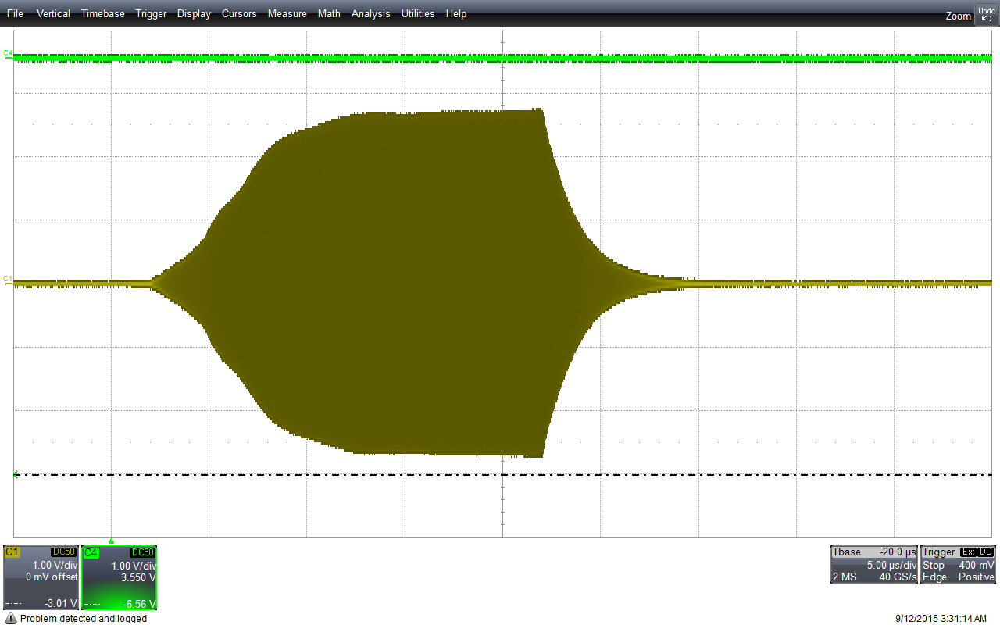 File Vertical Timebase Trigger Display Cursors Measure Math Analysis Utilities Help
Zoom Undo
C4
C1
C1 DC50
1.00 V/div
0 mV offset
-3.01 V
C4 DC50
1.00 V/div
3.550 V
-6.56 V
Tbase -20.0 µs
5.00 µs/div
2 MS 40 GS/s
Trigger Ext DC
Stop 400 mV
Edge Positive
Problem detected and logged
9/12/2015 3:31:14 AM